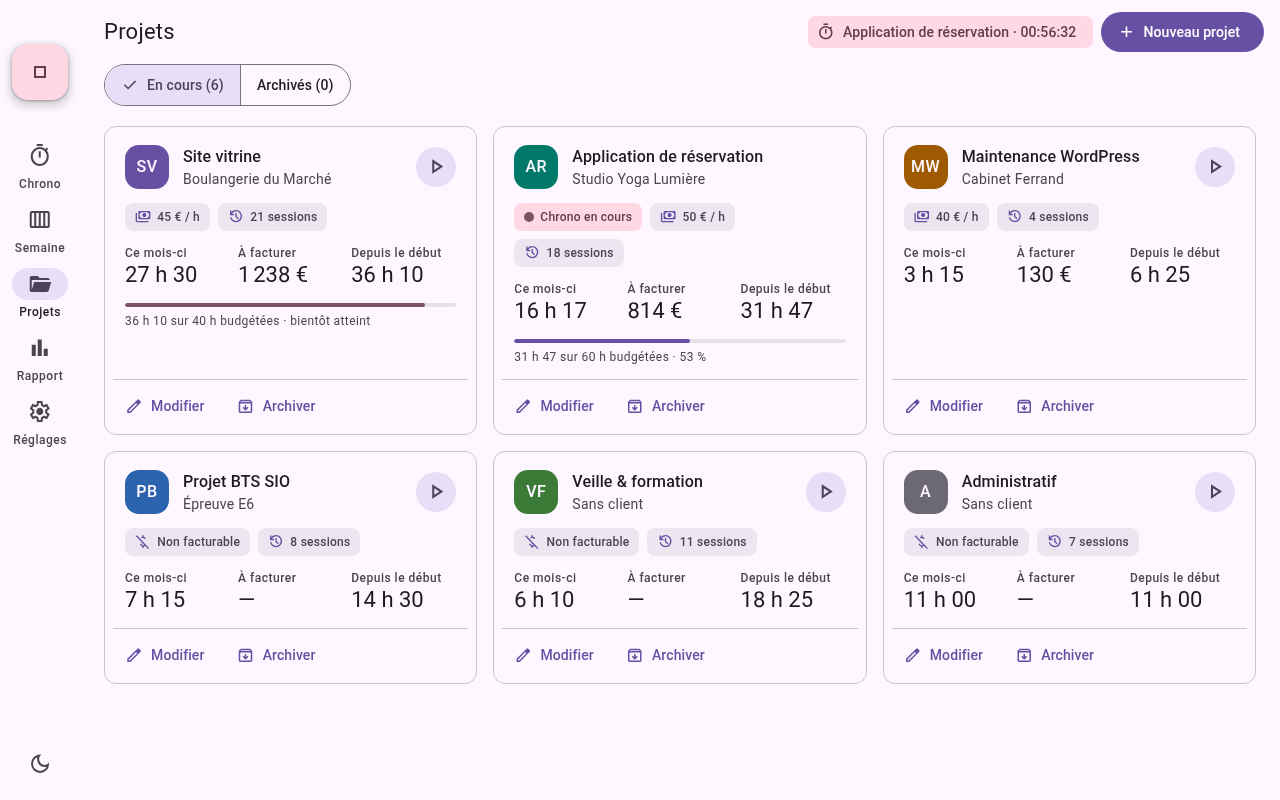 Projets
Application de réservation · 00:56:32
Nouveau projet
En cours (6)
Archivés (0)
Chrono
Semaine
Projets
Rapport
Réglages
SV
Site vitrine
Boulangerie du Marché
45 € / h
21 sessions
Ce mois-ci
À facturer
Depuis le début
27 h 30
1 238 €
36 h 10
36 h 10 sur 40 h budgétées · bientôt atteint
Modifier
Archiver
AR
Application de réservation
Studio Yoga Lumière
Chrono en cours
50 € / h
18 sessions
Ce mois-ci
À facturer
Depuis le début
16 h 17
814 €
31 h 47
31 h 47 sur 60 h budgétées · 53 %
Modifier
Archiver
MW
Maintenance WordPress
Cabinet Ferrand
40 € / h
4 sessions
Ce mois-ci
À facturer
Depuis le début
3 h 15
130 €
6 h 25
Modifier
Archiver
PB
Projet BTS SIO
Épreuve E6
Non facturable
8 sessions
Ce mois-ci
À facturer
Depuis le début
7 h 15
—
14 h 30
Modifier
Archiver
VF
Veille & formation
Sans client
Non facturable
11 sessions
Ce mois-ci
À facturer
Depuis le début
6 h 10
—
18 h 25
Modifier
Archiver
A
Administratif
Sans client
Non facturable
7 sessions
Ce mois-ci
À facturer
Depuis le début
11 h 00
—
11 h 00
Modifier
Archiver